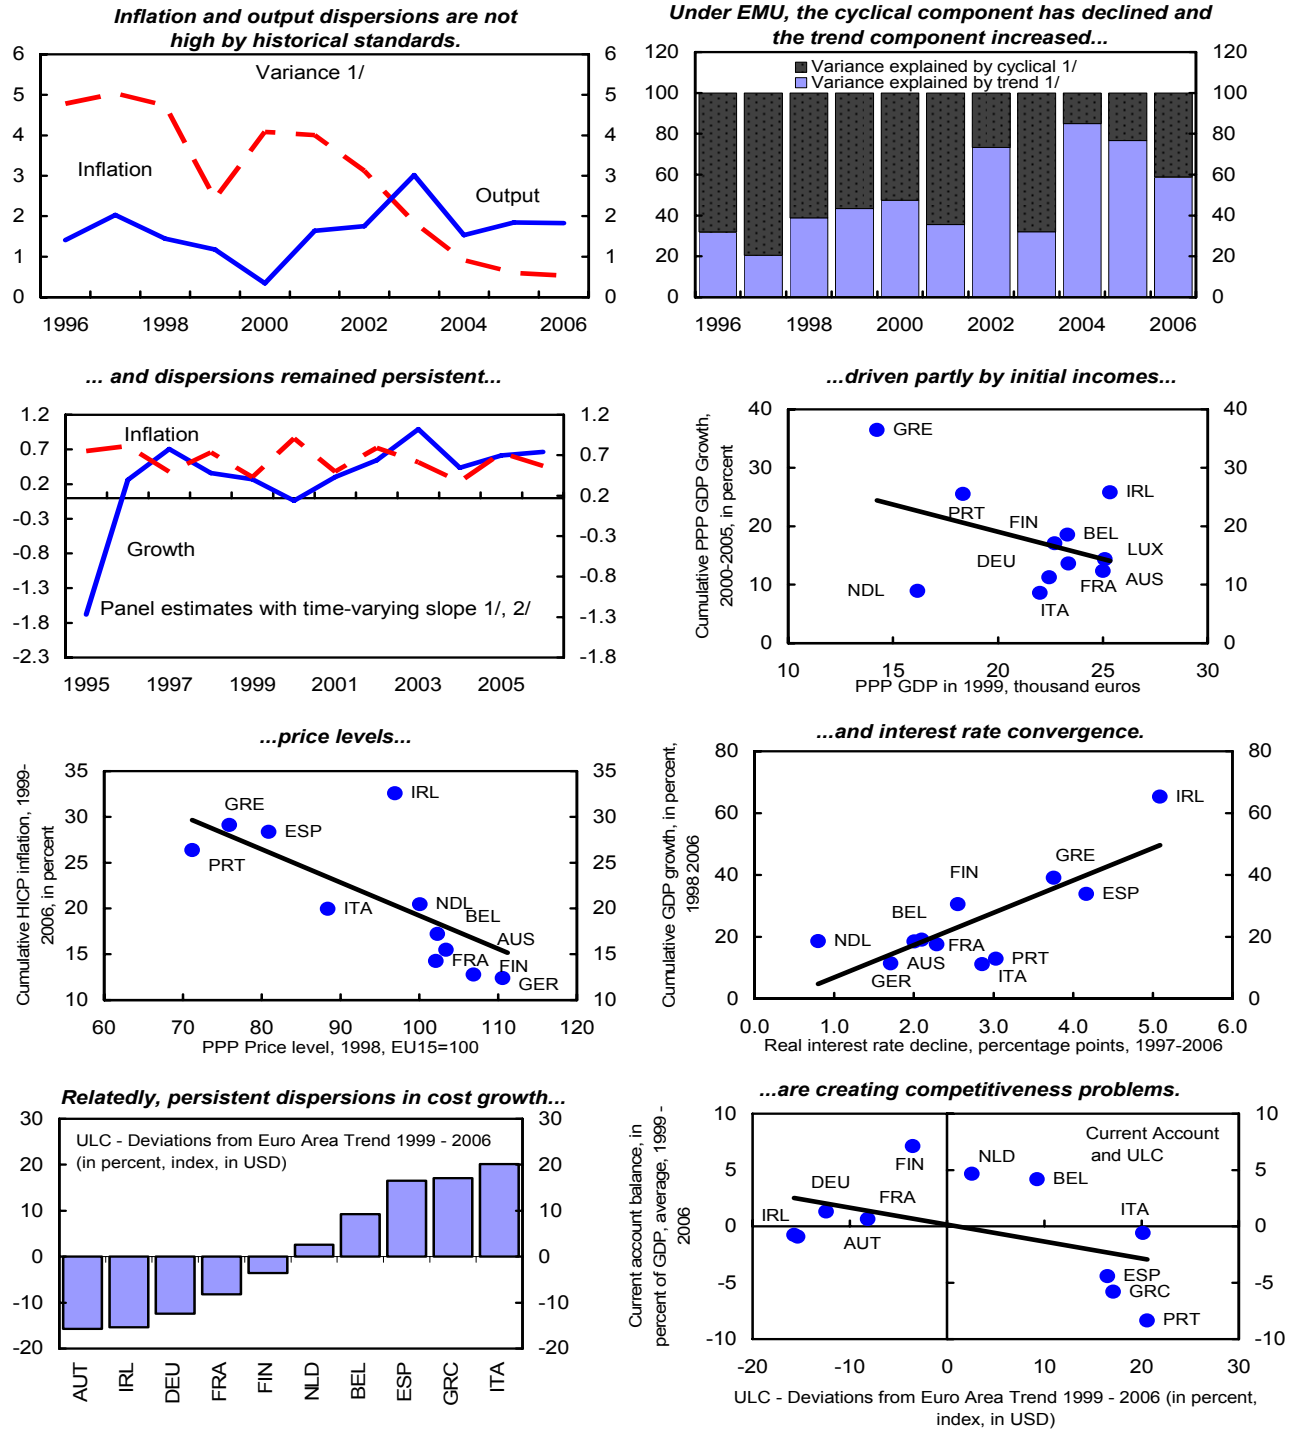 Inflation and output dispersions are not
high by historical standards.
Variance 1/
Inflation
Output
6
5
4
3
2
1
0
6
5
4
3
2
1
0
1996 1998 2000 2002 2004 2006
Under EMU, the cyclical component has declined and
the trend component increased...
Variance explained by cyclical 1/
Variance explained by trend 1/
120
100
80
60
40
20
0
120
100
80
60
40
20
0
1996 1998 2000 2002 2004 2006
... and dispersions remained persistent...
Inflation
Growth
Panel estimates with time-varying slope 1/, 2/
1.2
0.7
0.2
-0.3
-0.8
-1.3
-1.8
-2.3
1.2
0.7
0.2
-0.3
-0.8
-1.3
-1.8
1995 1997 1999 2001 2003 2005
...driven partly by initial incomes...
Cumulative PPP GDP Growth,
2000-2005, in percent
40
30
20
10
0
40
30
20
10
0
GRE
IRL
PRT
FIN
BEL
LUX
DEU
AUS
FRA
NDL
ITA
10 15 20 25 30
PPP GDP in 1999, thousand euros
...price levels...
Cumulative HICP inflation, 1999-
2006, in percent
35
30
25
20
15
10
35
30
25
20
15
10
IRL
GRE
ESP
PRT
ITA
NDL
BEL
AUS
FRA
FIN
GER
60 70 80 90 100 110 120
PPP Price level, 1998, EU15=100
...and interest rate convergence.
Cumulative GDP growth, in percent,
1998 2006
80
60
40
20
0
80
60
40
20
0
IRL
GRE
ESP
FIN
BEL
NDL
FRA
AUS
PRT
GER
ITA
0.0 1.0 2.0 3.0 4.0 5.0 6.0
Real interest rate decline, percentage points, 1997-2006
Relatedly, persistent dispersions in cost growth...
ULC - Deviations from Euro Area Trend 1999 - 2006
(in percent, index, in USD)
30
20
10
0
-10
-20
30
20
10
0
-10
-20
AUT IRL DEU FRA FIN NLD BEL ESP GRC ITA
...are creating competitiveness problems.
Current account balance, in
percent of GDP, average, 1999 -
2006
10
5
0
-5
-10
10
5
0
-5
-10
Current Account
and ULC
FIN
NLD
BEL
DEU
FRA
IRL
AUT
ITA
ESP
GRC
PRT
-20 -10 0 10 20 30
ULC - Deviations from Euro Area Trend 1999 - 2006 (in percent,
index, in USD)